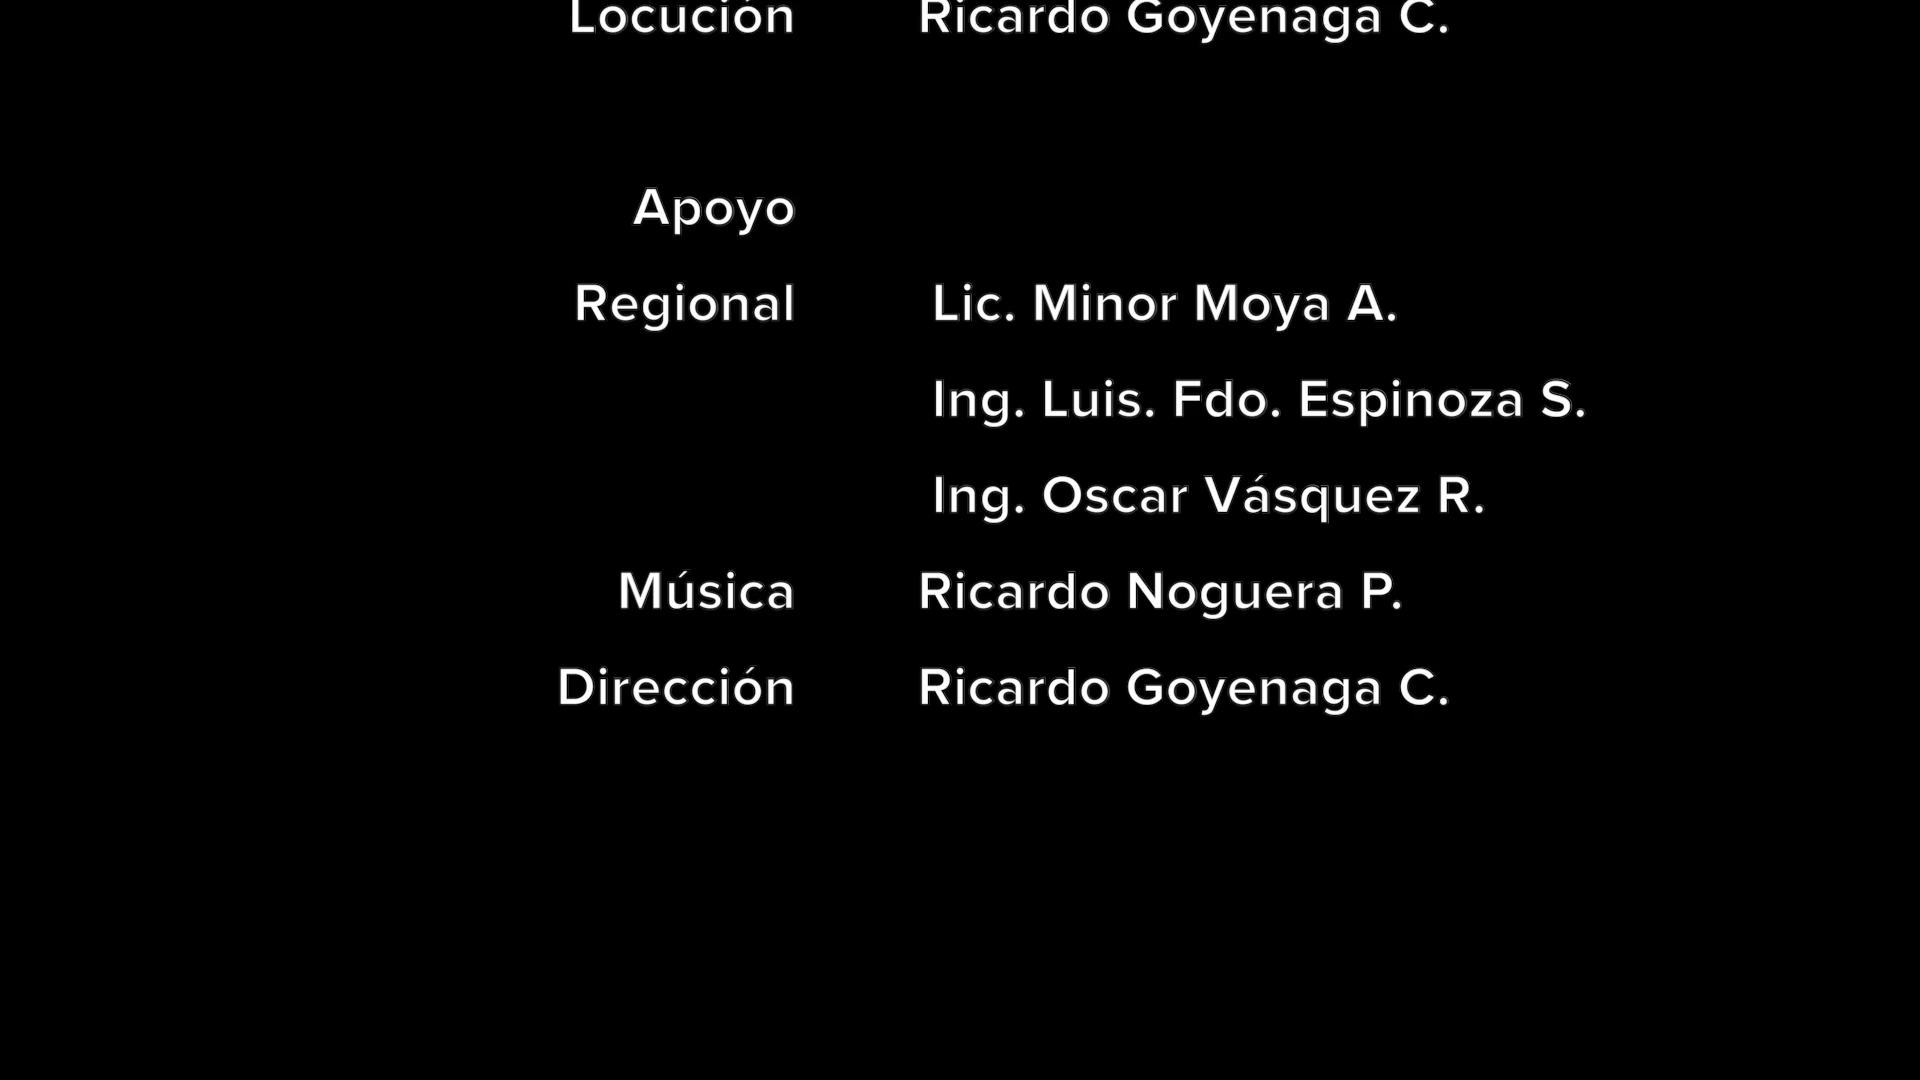 Locución Ricardo Goyenaga C.
Apoyo
Regional Lic. Minor Moya A.
Ing. Luis. Fdo. Espinoza S.
Ing. Oscar Vásquez R.
Música Ricardo Noguera P.
Dirección Ricardo Goyenaga C.